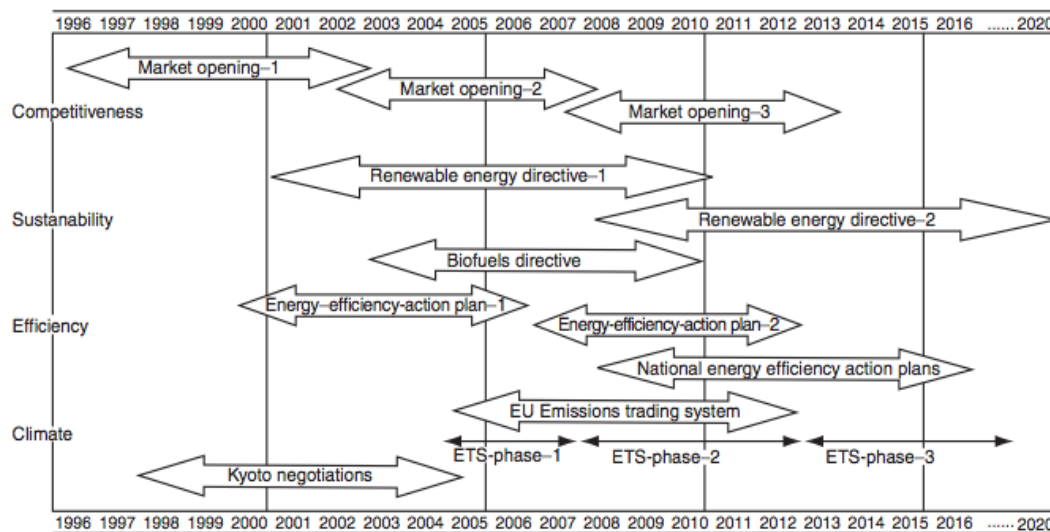 1996 1997 1998 1999 2000 2001 2002 2003 2004 2005 2006 2007 2008 2009 2010 2011 2012 2013 2014 2015 2016 ...... 2020
Market opening–1
Market opening–2
Competitiveness
Market opening–3
Renewable energy directive–1
Sustanability
Renewable energy directive–2
Biofuels directive
Energy–efficiency-action plan–1
Efficiency
Energy-efficiency-action plan–2
National energy efficiency action plans
EU Emissions trading system
Climate
ETS-phase–1
ETS-phase–2
ETS-phase–3
Kyoto negotiations
1996 1997 1998 1999 2000 2001 2002 2003 2004 2005 2006 2007 2008 2009 2010 2011 2012 2013 2014 2015 2016 ...... 2020